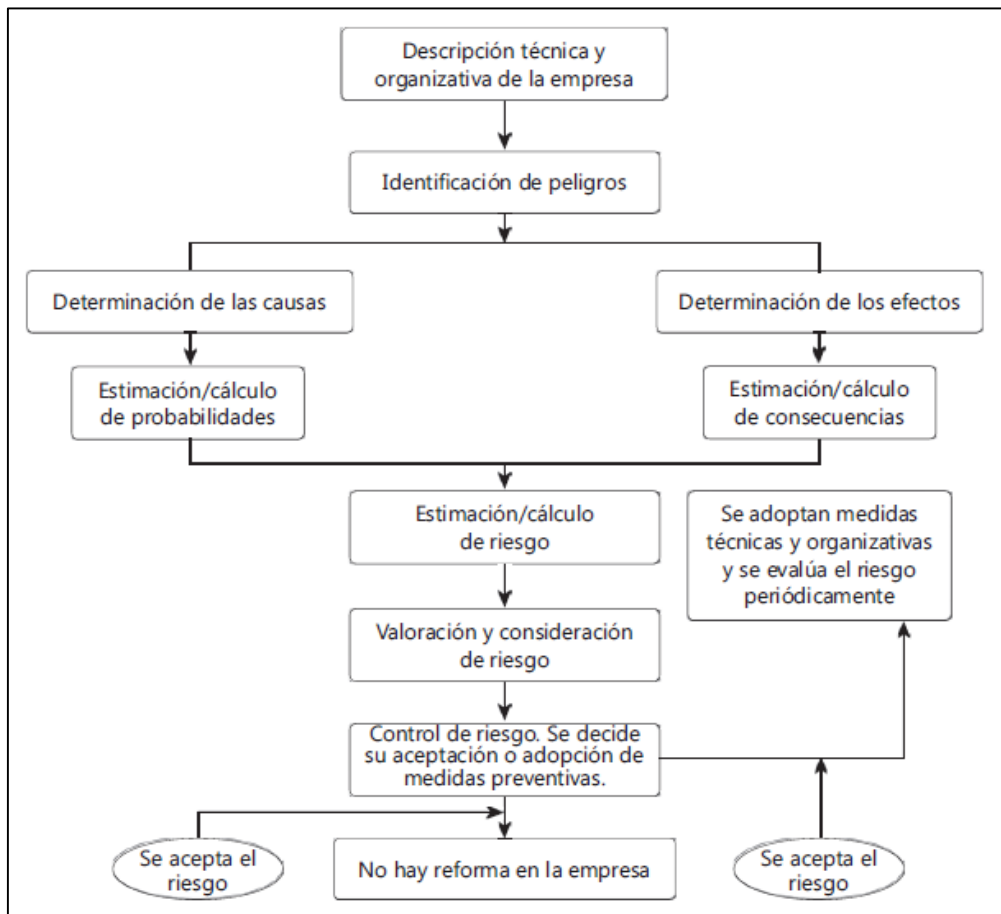 Descripción técnica y
organizativa de la empresa
Identificación de peligros
Determinación de las causas
Determinación de los efectos
Estimación/cálculo
de probabilidades
Estimación/cálculo
de consecuencias
Estimación/cálculo
de riesgo
Se adoptan medidas
técnicas y organizativas
y se evalúa el riesgo
periódicamente
Valoración y consideración
de riesgo
Control de riesgo. Se decide
su aceptación o adopción de
medidas preventivas.
Se acepta el
riesgo
No hay reforma en la empresa
Se acepta el
riesgo